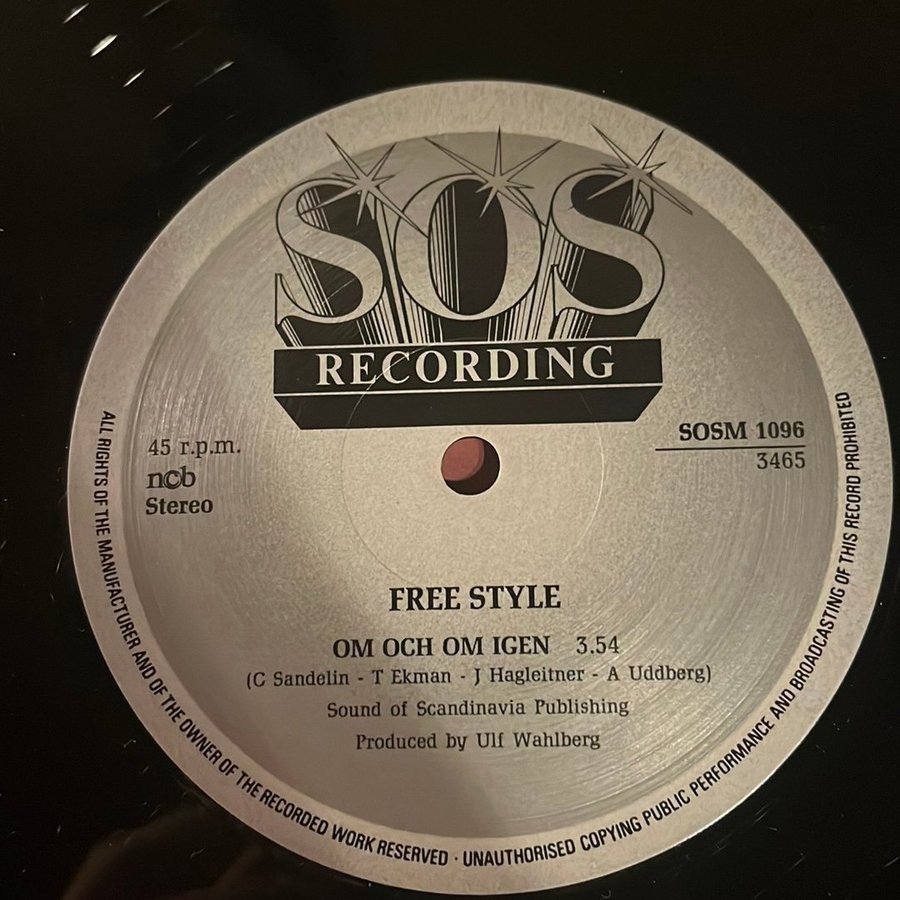 SOS
RECORDING
45 r.p.m.
ncb
Stereo
SOSM 1096
3465
FREE STYLE
OM OCH OM IGEN 3.54
(C Sandelin - T Ekman - J Hagleitner - A Uddberg)
Sound of Scandinavia Publishing
Produced by Ulf Wahlberg
ALL RIGHTS OF THE MANUFACTURER AND OF THE OWNER OF THE RECORDED WORK RESERVED · UNAUTHORISED COPYING PUBLIC PERFORMANCE AND BROADCASTING OF THIS RECORD PROHIBITED